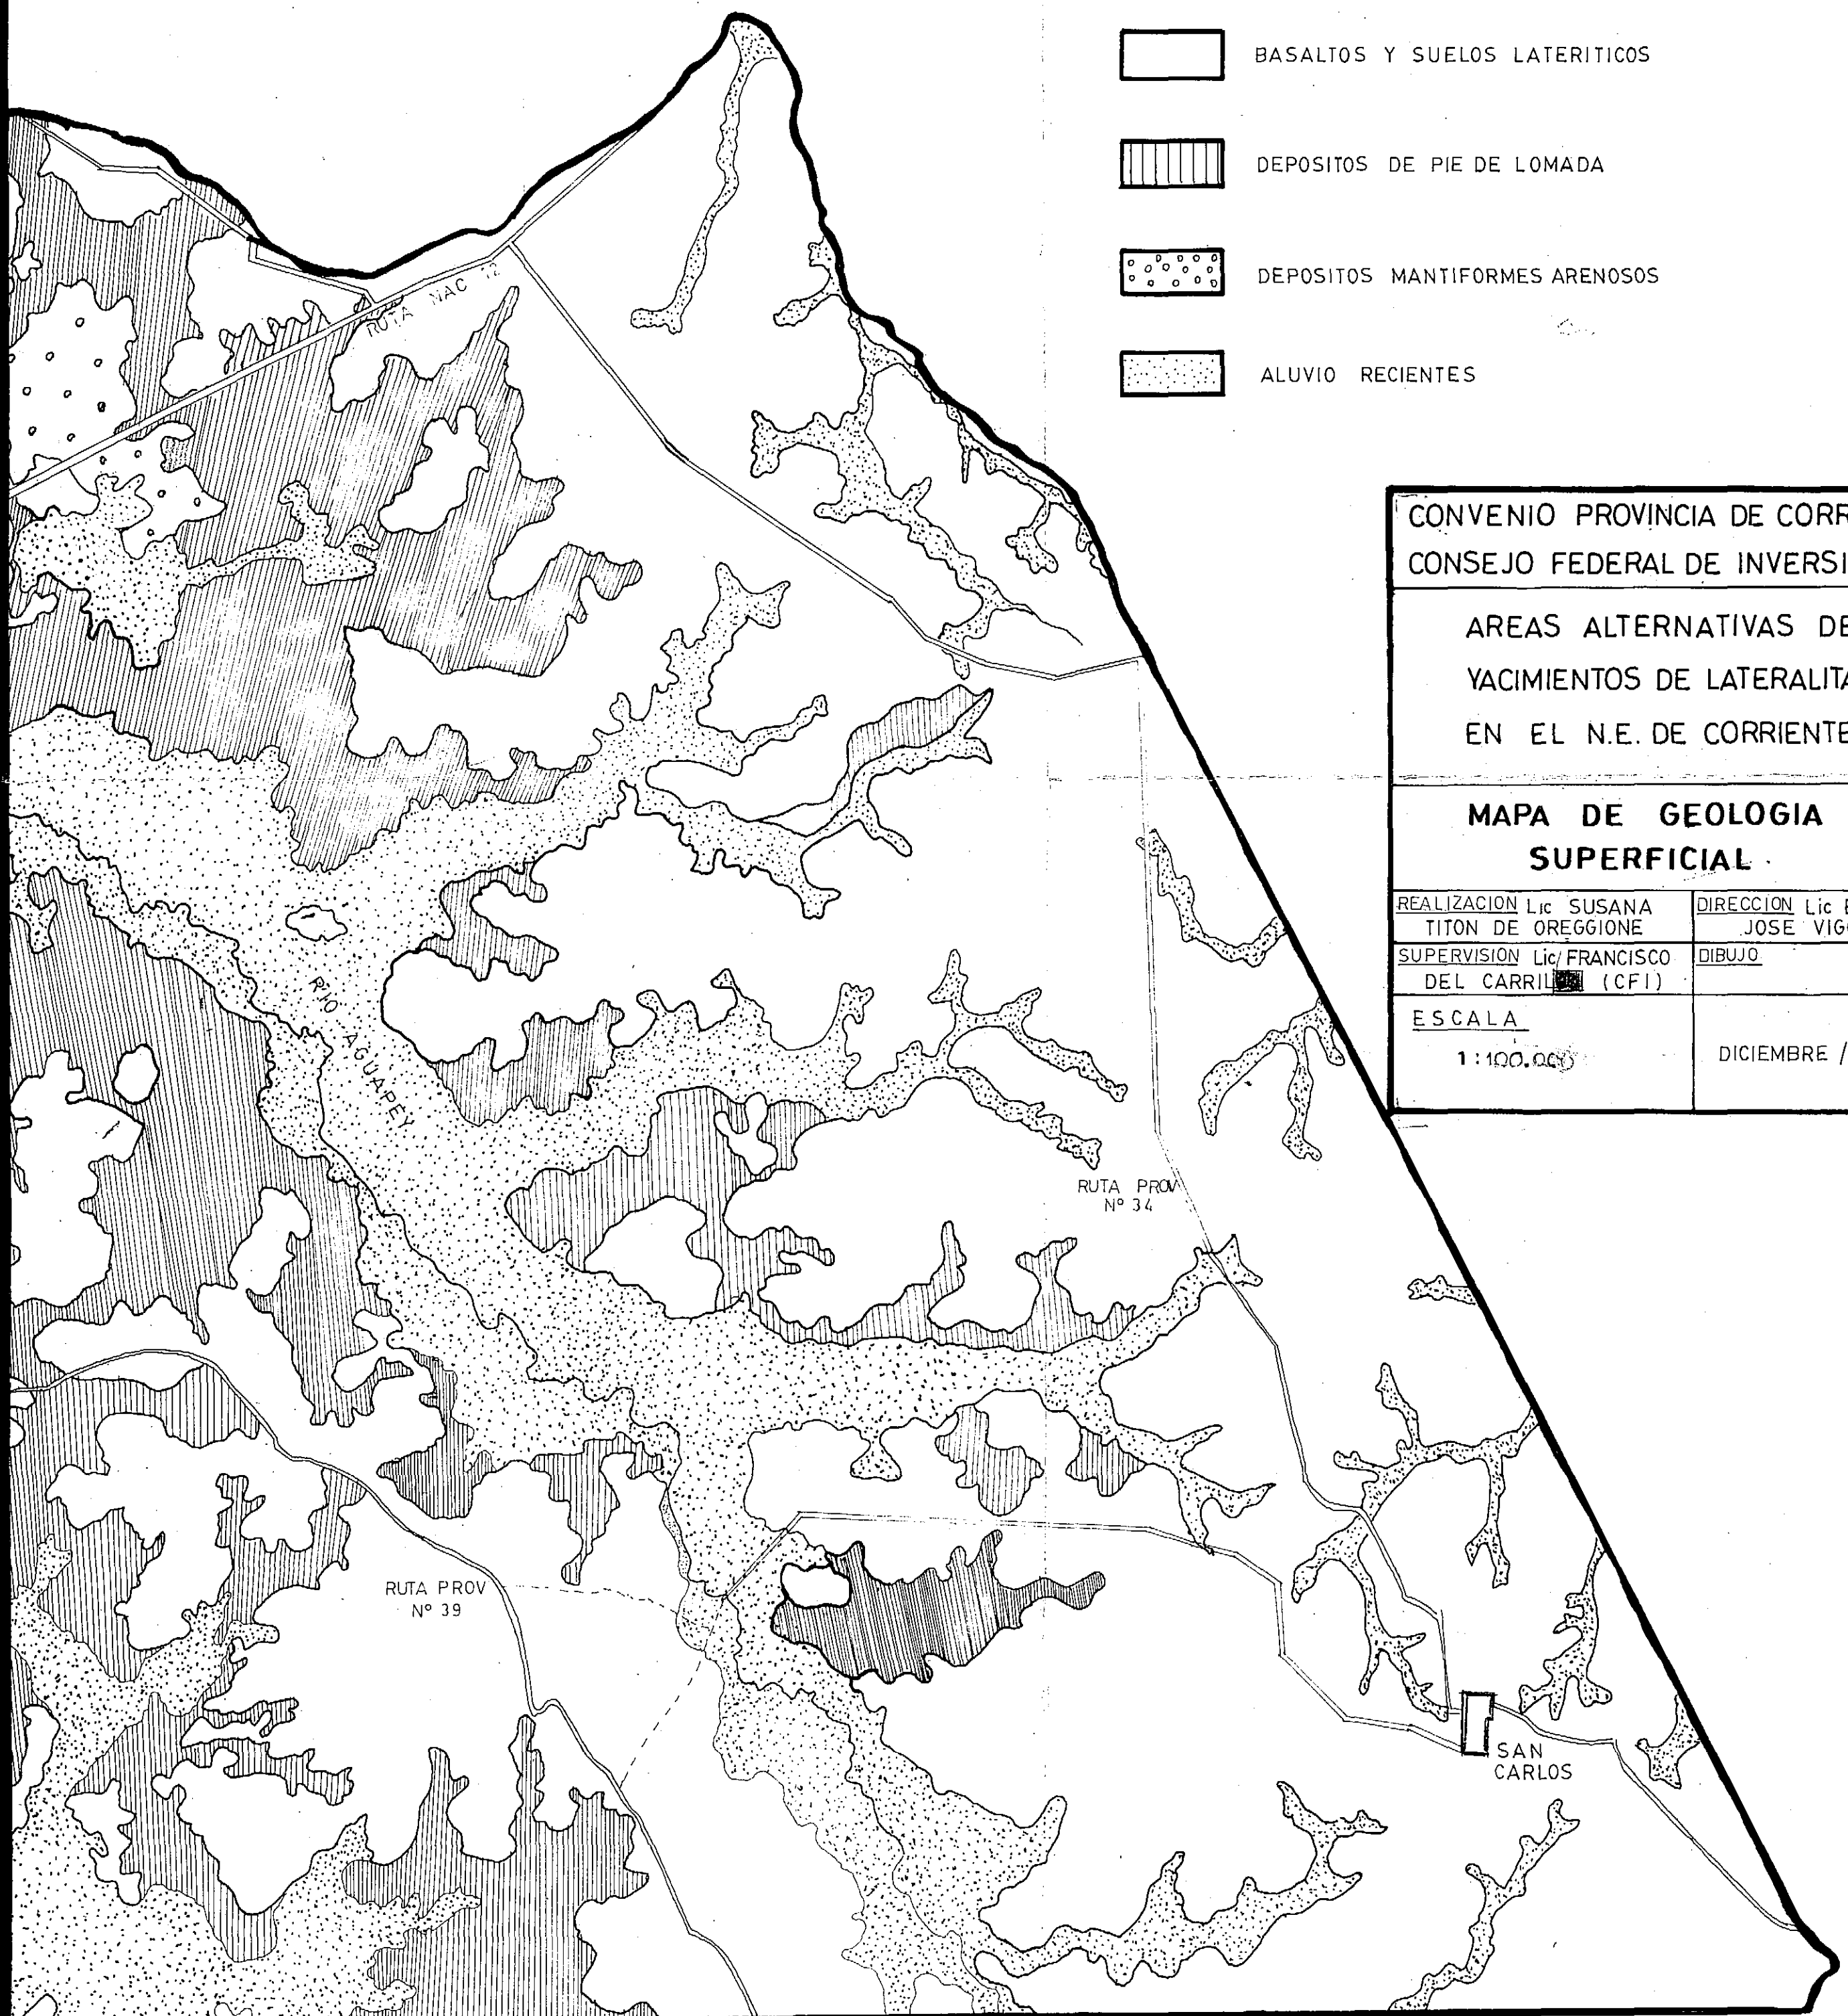 BASALTOS Y SUELOS LATERITICOS
DEPOSITOS DE PIE DE LOMADA
DEPOSITOS MANTIFORMES ARENOSOS
ALUVIO RECIENTES
CONVENIO PROVINCIA DE CORR
CONSEJO FEDERAL DE INVERSI
AREAS ALTERNATIVAS DE
YACIMIENTOS DE LATERALITA
EN EL N.E. DE CORRIENTE
MAPA DE GEOLOGIA
SUPERFICIAL
REALIZACION Lic SUSANA
TITON DE OREGGIONE
DIRECCION Lic
JOSE VIG
SUPERVISION Lic/ FRANCISCO
DEL CARRIL (CFI)
DIBUJO
ESCALA
1:100.000
DICIEMBRE /
RUTA NAC 12
RIO AGUAPEY
RUTA PROV
Nº 34
RUTA PROV
Nº 39
SAN
CARLOS